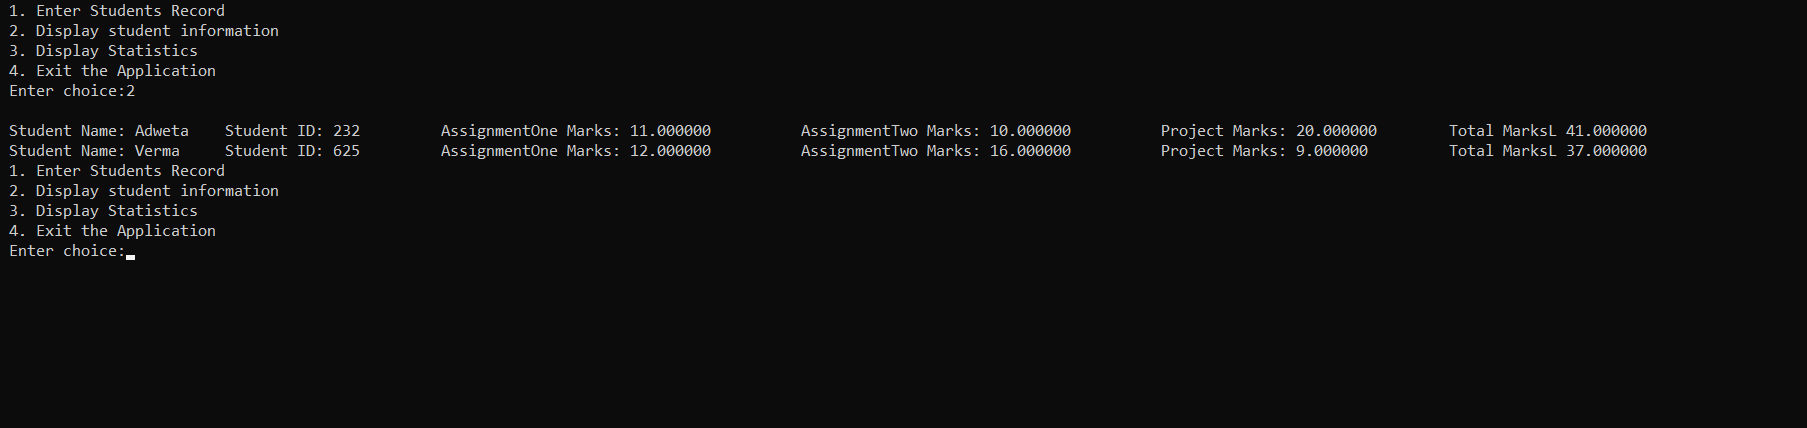 1. Enter Students Record
2. Display student information
3. Display Statistics
4. Exit the Application
Enter choice:2
Student Name: Adweta    Student ID: 232         AssignmentOne Marks: 11.000000          AssignmentTwo Marks: 10.000000          Project Marks: 20.000000        Total MarksL 41.000000
Student Name: Verma     Student ID: 625         AssignmentOne Marks: 12.000000          AssignmentTwo Marks: 16.000000          Project Marks: 9.000000         Total MarksL 37.000000
1. Enter Students Record
2. Display student information
3. Display Statistics
4. Exit the Application
Enter choice: